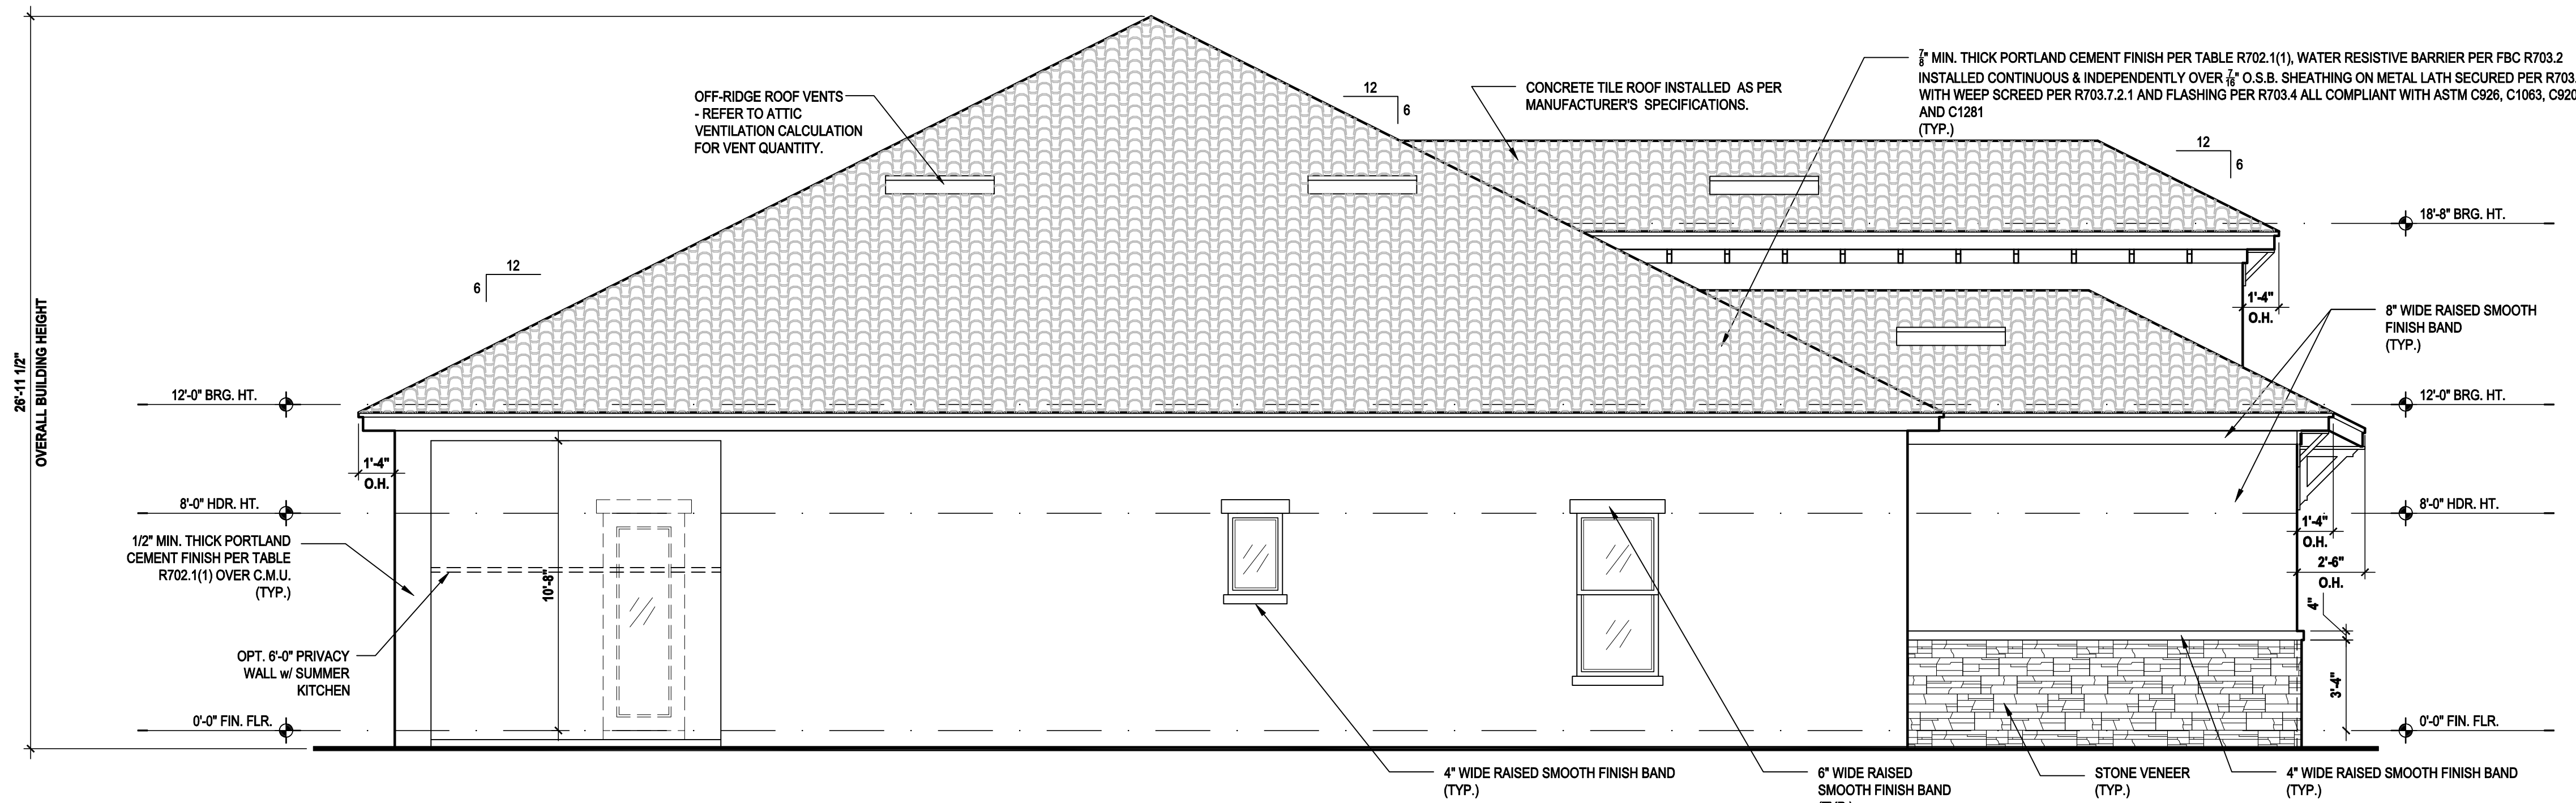 26'-11 1/2"
OVERALL BUILDING HEIGHT
OFF-RIDGE ROOF VENTS
- REFER TO ATTIC
VENTILATION CALCULATION
FOR VENT QUANTITY.
12
6
12
6
CONCRETE TILE ROOF INSTALLED AS PER
MANUFACTURER'S SPECIFICATIONS.
7/8" MIN. THICK PORTLAND CEMENT FINISH PER TABLE R702.1(1), WATER RESISTIVE BARRIER PER FBC R703.2
INSTALLED CONTINUOUS & INDEPENDENTLY OVER 7/16" O.S.B. SHEATHING ON METAL LATH SECURED PER R703.
WITH WEEP SCREED PER R703.7.2.1 AND FLASHING PER R703.4 ALL COMPLIANT WITH ASTM C926, C1063, C920
AND C1281
(TYP.)
12
6
18'-8" BRG. HT.
1'-4"
O.H.
8" WIDE RAISED SMOOTH
FINISH BAND
(TYP.)
12'-0" BRG. HT.
12'-0" BRG. HT.
1'-4"
O.H.
8'-0" HDR. HT.
8'-0" HDR. HT.
1/2" MIN. THICK PORTLAND
CEMENT FINISH PER TABLE
R702.1(1) OVER C.M.U.
(TYP.)
10'-8"
1'-4"
O.H.
2'-6"
O.H.
4"
3'-4"
OPT. 6'-0" PRIVACY
WALL w/ SUMMER
KITCHEN
0'-0" FIN. FLR.
0'-0" FIN. FLR.
4" WIDE RAISED SMOOTH FINISH BAND
(TYP.)
6" WIDE RAISED
SMOOTH FINISH BAND
(TYP.)
STONE VENEER
(TYP.)
4" WIDE RAISED SMOOTH FINISH BAND
(TYP.)